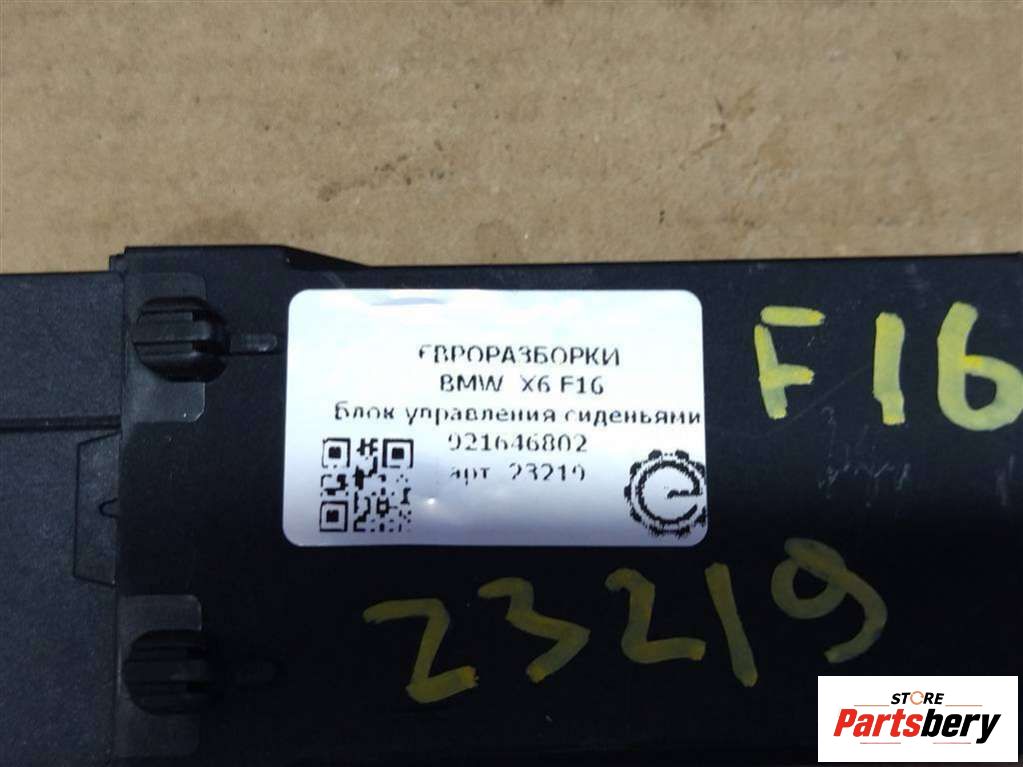 ЕВРОРАЗБОРКИ
BMW X6 F16
Блок управления сиденьями
921646802
арт 23219
F16
23219
STORE
Partsbery